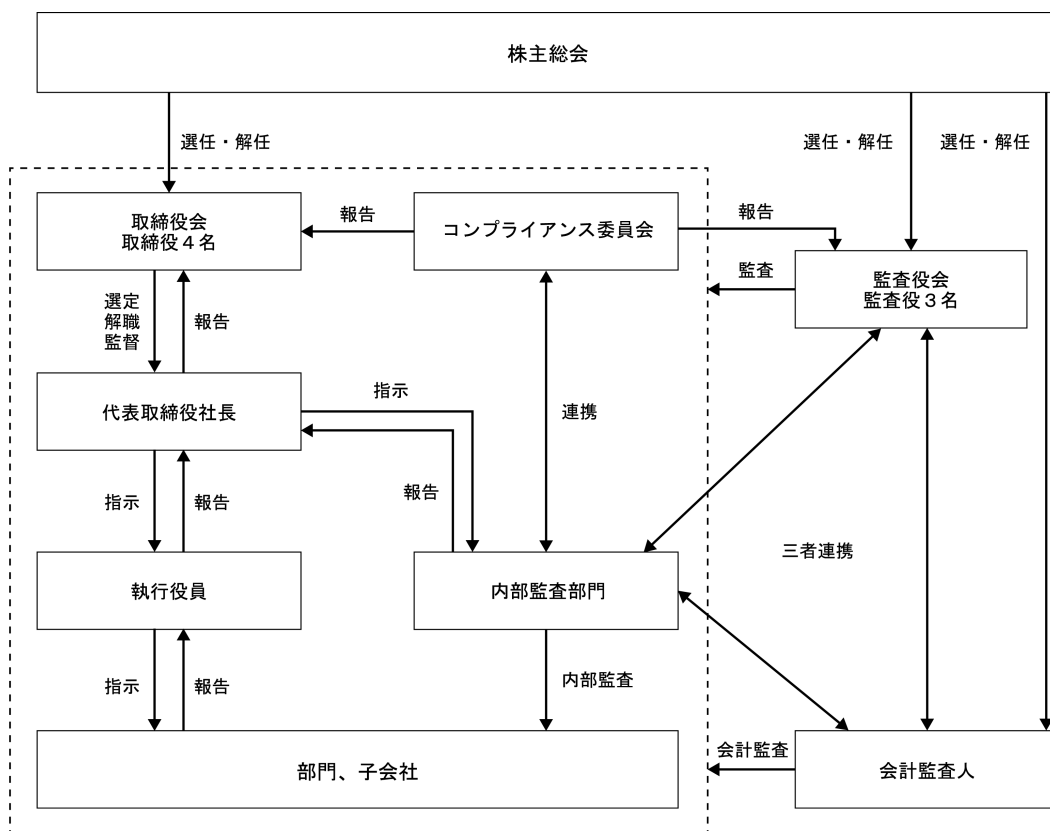 株主総会
選任・解任
選任・解任
選任・解任
取締役会
取締役４名
報告
コンプライアンス委員会
報告
監査役会
監査役３名
監査
選定
解職
監督
報告
代表取締役社長
指示
報告
連携
指示
報告
三者連携
執行役員
内部監査部門
指示
報告
内部監査
部門、子会社
会計監査
会計監査人